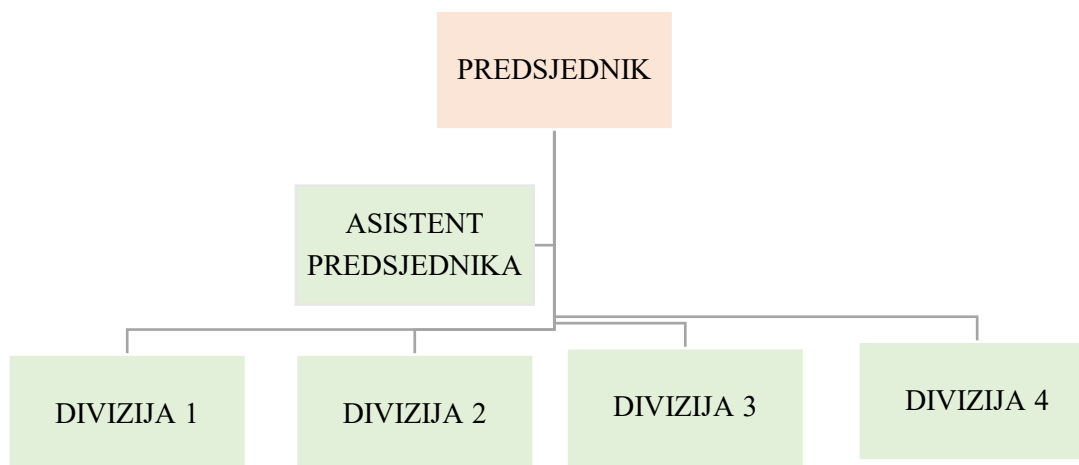 PREDSJEDNIK
ASISTENT
PREDSJEDNIKA
DIVIZIJA 1
DIVIZIJA 2
DIVIZIJA 3
DIVIZIJA 4